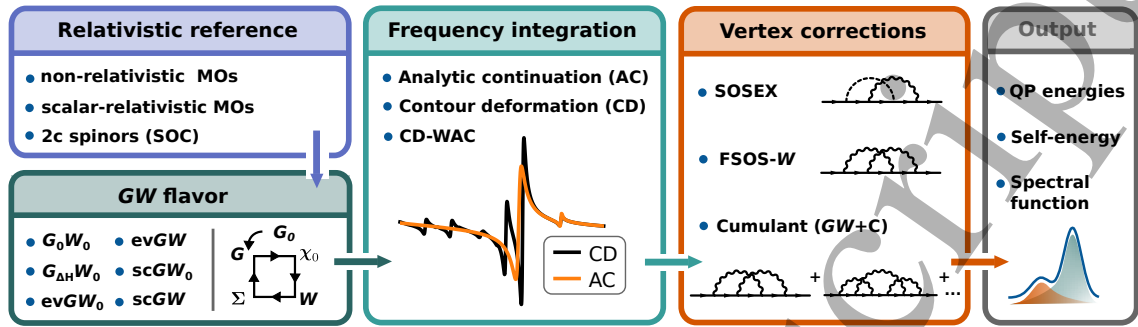 Relativistic reference
• non-relativistic MOs
• scalar-relativistic MOs
• 2c spinors (SOC)
GW flavor
• G₀W₀
• evGW
• G_ΔH W₀
• scGW₀
• evGW₀
• scGW
G₀
G
χ₀
Σ
W
Frequency integration
• Analytic continuation (AC)
• Contour deformation (CD)
• CD-WAC
CD
AC
Vertex corrections
• SOSEX
• FSOS-W
• Cumulant (GW+C)
+
+
...
Output
• QP energies
• Self-energy
• Spectral
function